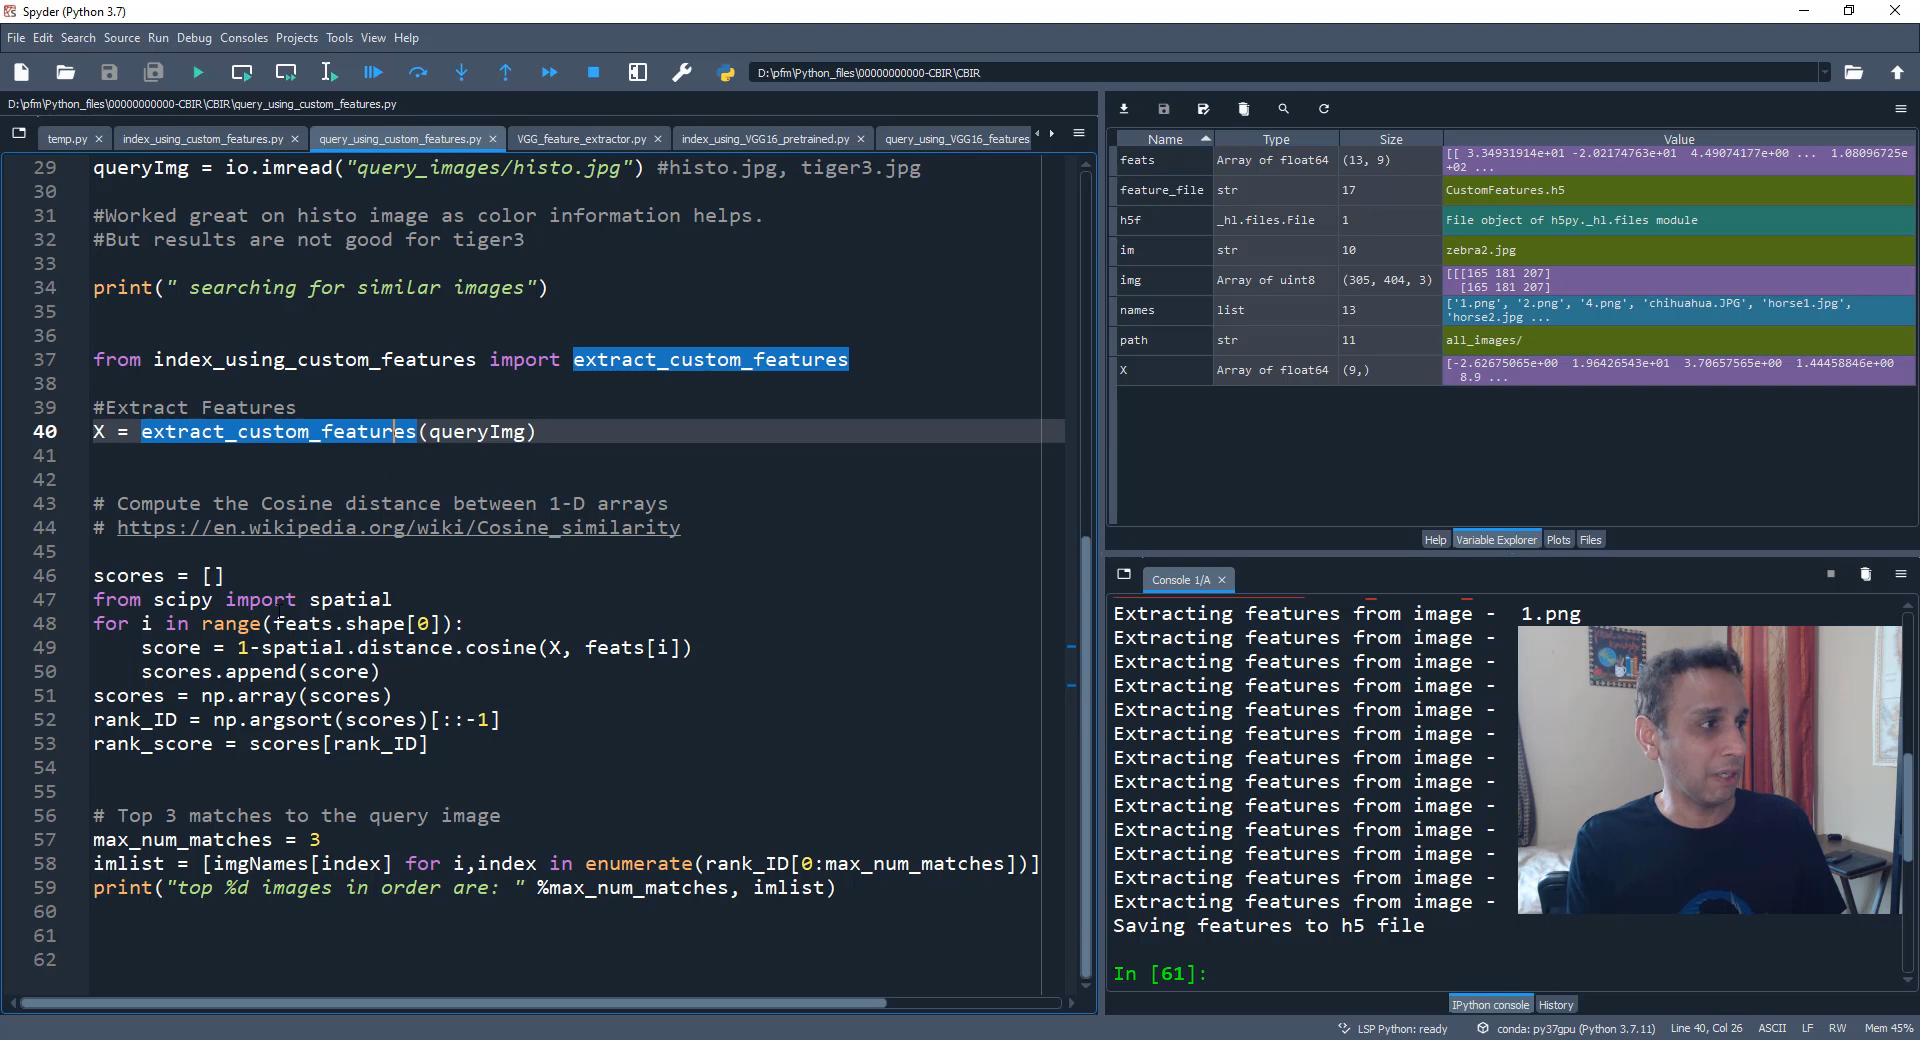 Spyder (Python 3.7)
File Edit Search Source Run Debug Consoles Projects Tools View Help
D:\pfm\Python_files\00000000000-CBIR\CBIR
D:\pfm\Python_files\00000000000-CBIR\CBIR\query_using_custom_features.py
temp.py index_using_custom_features.py query_using_custom_features.py VGG_feature_extractor.py index_using_VGG16_pretrained.py query_using_VGG16_features
29 queryImg = io.imread("query_images/histo.jpg") #histo.jpg, tiger3.jpg
30
31 #Worked great on histo image as color information helps.
32 #But results are not good for tiger3
33
34 print(" searching for similar images")
35
36
37 from index_using_custom_features import extract_custom_features
38
39 #Extract Features
40 X = extract_custom_features(queryImg)
41
42
43 # Compute the Cosine distance between 1-D arrays
44 # https://en.wikipedia.org/wiki/Cosine_similarity
45
46 scores = []
47 from scipy import spatial
48 for i in range(feats.shape[0]):
49 score = 1-spatial.distance.cosine(X, feats[i])
50 scores.append(score)
51 scores = np.array(scores)
52 rank_ID = np.argsort(scores)[::-1]
53 rank_score = scores[rank_ID]
54
55
56 # Top 3 matches to the query image
57 max_num_matches = 3
58 imlist = [imgNames[index] for i,index in enumerate(rank_ID[0:max_num_matches])]
59 print("top %d images in order are: " %max_num_matches, imlist)
60
61
62
Name Type Size Value
feats Array of float64 (13, 9) [[ 3.34931914e+01 -2.02174763e+01 4.49074177e+00 ... 1.08096725e
+02 ...
feature_file str 17 CustomFeatures.h5
h5f _hl.files.File 1 File object of h5py._hl.files module
im str 10 zebra2.jpg
img Array of uint8 (305, 404, 3) [[[165 181 207]
[165 181 207]
names list 13 ['1.png', '2.png', '4.png', 'chihuahua.JPG', 'horse1.jpg',
'horse2.jpg ...
path str 11 all_images/
X Array of float64 (9,) [-2.62675065e+00 1.96426543e+01 3.70657565e+00 1.44458846e+00
8.9 ...
Help Variable Explorer Plots Files
Console 1/A
Extracting features from image - 1.png
Extracting features from image -
Extracting features from image -
Extracting features from image -
Extracting features from image -
Extracting features from image -
Extracting features from image -
Extracting features from image -
Extracting features from image -
Extracting features from image -
Extracting features from image -
Extracting features from image -
Extracting features from image -
Saving features to h5 file
In [61]:
IPython console History
LSP Python: ready conda: py37gpu (Python 3.7.11) Line 40, Col 26 ASCII LF RW Mem 45%